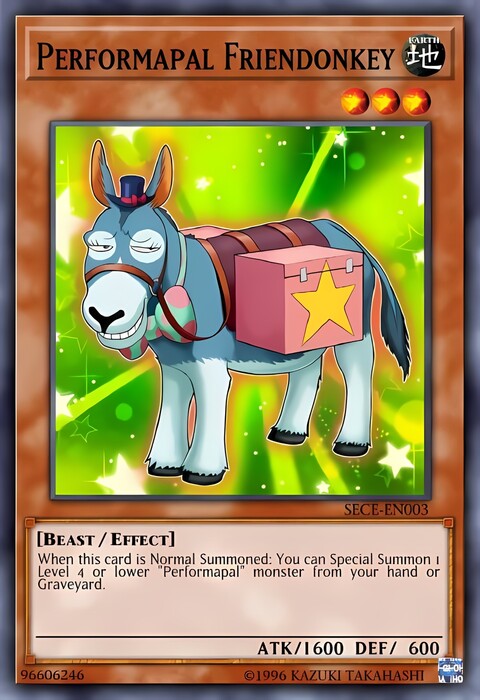 PERFORMAPAL FRIENDONKEY
EARTH
地
SECE-EN003
[BEAST / EFFECT]
When this card is Normal Summoned: You can Special Summon 1
Level 4 or lower "Performapal" monster from your hand or
Graveyard.
ATK/1600 DEF/ 600
96606246
©1996 KAZUKI TAKAHASHI